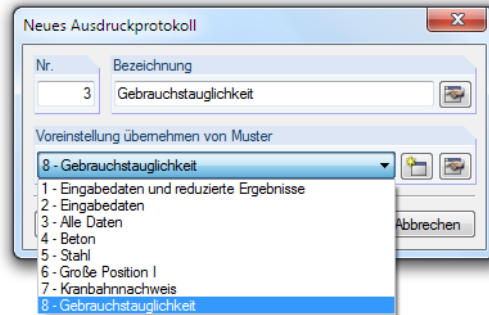 Neues Ausdruckprotokoll
Nr.
Bezeichnung
3
Gebrauchstauglichkeit
Voreinstellung übernehmen von Muster
8 - Gebrauchstauglichkeit
1 - Eingabedaten und reduzierte Ergebnisse
2 - Eingabedaten
3 - Alle Daten
4 - Beton
5 - Stahl
6 - Große Position I
7 - Kranbahnnachweis
8 - Gebrauchstauglichkeit
Abbrechen